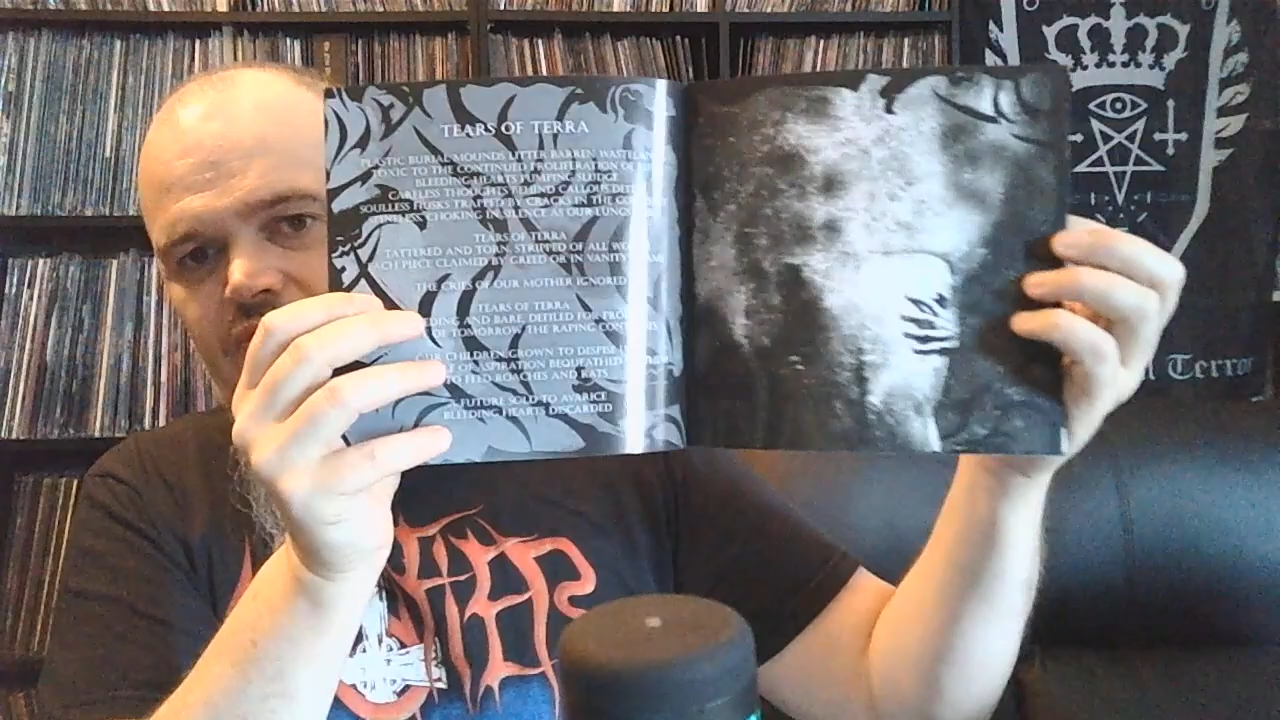 TEARS OF TERRA
PLASTIC BURIAL MOUNDS LITTER BARREN
TOXIC TO THE CONTINUED PROLIFERATION OF
BLEEDING HEARTS PUMPING SLUDGE
CARELESS THOUGHTS BEHIND CALLOUS
SOULLESS HUSKS TRAPPED BY CRACKS IN THE
CHOKING IN SILENCE AS OUR LUNGS
TEARS OF TERRA
TATTERED AND TORN, STRIPPED OF ALL
EACH PIECE CLAIMED BY GREED OR IN VANITY
THE CRIES OF OUR MOTHER IGNORED
TEARS OF TERRA
AND BARE, DEFILED FOR
OF TOMORROW, THE RAPING
OUR CHILDREN GROWN TO DESPISE
OF ASPIRATION BEQUEATHED
TO FEED ROACHES AND RATS
A FUTURE SOLD TO AVARICE
BLEEDING HEARTS DISCARDED
Terror